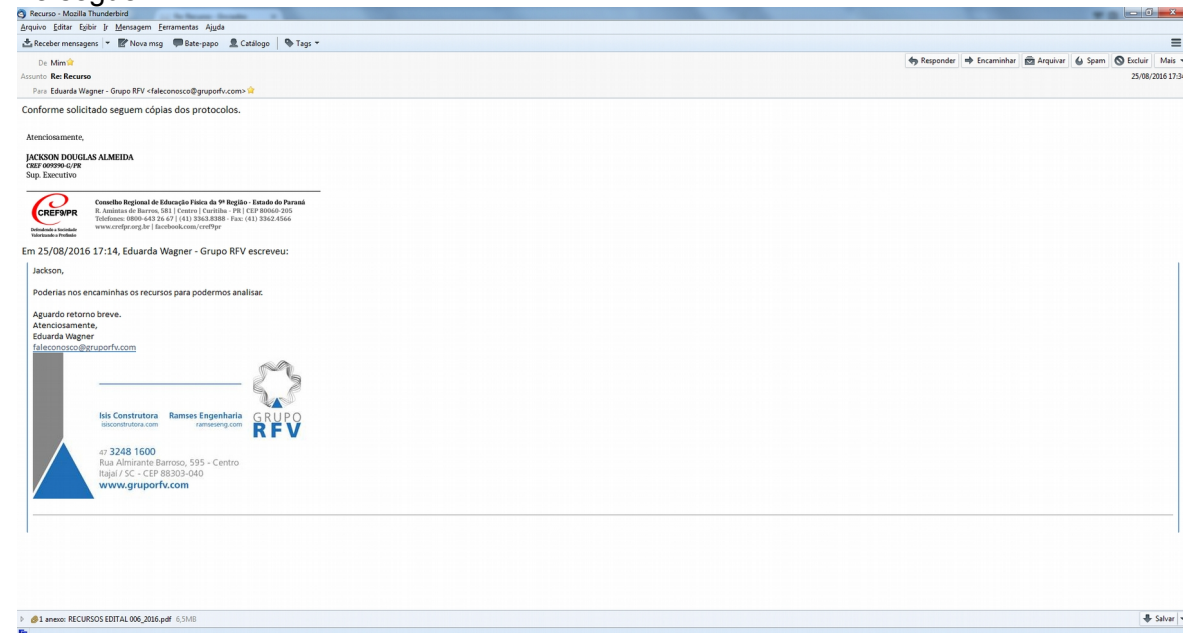 Recurso - Mozilla Thunderbird
Arquivo Editar Exibir Ir Mensagem Ferramentas Ajuda
Receber mensagens Nova msg Bate-papo Catálogo Tags
De Mim Responder Encaminhar Arquivar Spam Excluir Mais
Assunto Re: Recurso 25/08/2016 17:34
Para Eduarda Wagner - Grupo RFV <faleconosco@gruporfv.com>
Conforme solicitado seguem cópias dos protocolos.
Atenciosamente,
JACKSON DOUGLAS ALMEIDA
CREF 009390-G/PR
Sup. Executivo
CREF9/PR
Defendendo a Sociedade
Valorizando a Profissão
Conselho Regional de Educação Física da 9ª Região - Estado do Paraná
R. Amintas de Barros, 581 | Centro | Curitiba - PR | CEP 80060-205
Telefones: 0800-643 26 67 | (41) 3363.8388 - Fax: (41) 3362.4566
www.crefpr.org.br | facebook.com/cref9pr
Em 25/08/2016 17:14, Eduarda Wagner - Grupo RFV escreveu:
Jackson,
Poderias nos encaminhas os recursos para podermos analisar.
Aguardo retorno breve.
Atenciosamente,
Eduarda Wagner
faleconosco@gruporfv.com
Isis Construtora Ramses Engenharia
isisconstrutora.com ramseseng.com
GRUPO
RFV
47 3248 1600
Rua Almirante Barroso, 595 - Centro
Itajaí / SC - CEP 88303-040
www.gruporfv.com
1 anexo: RECURSOS EDITAL 006_2016.pdf 6,5MB Salvar